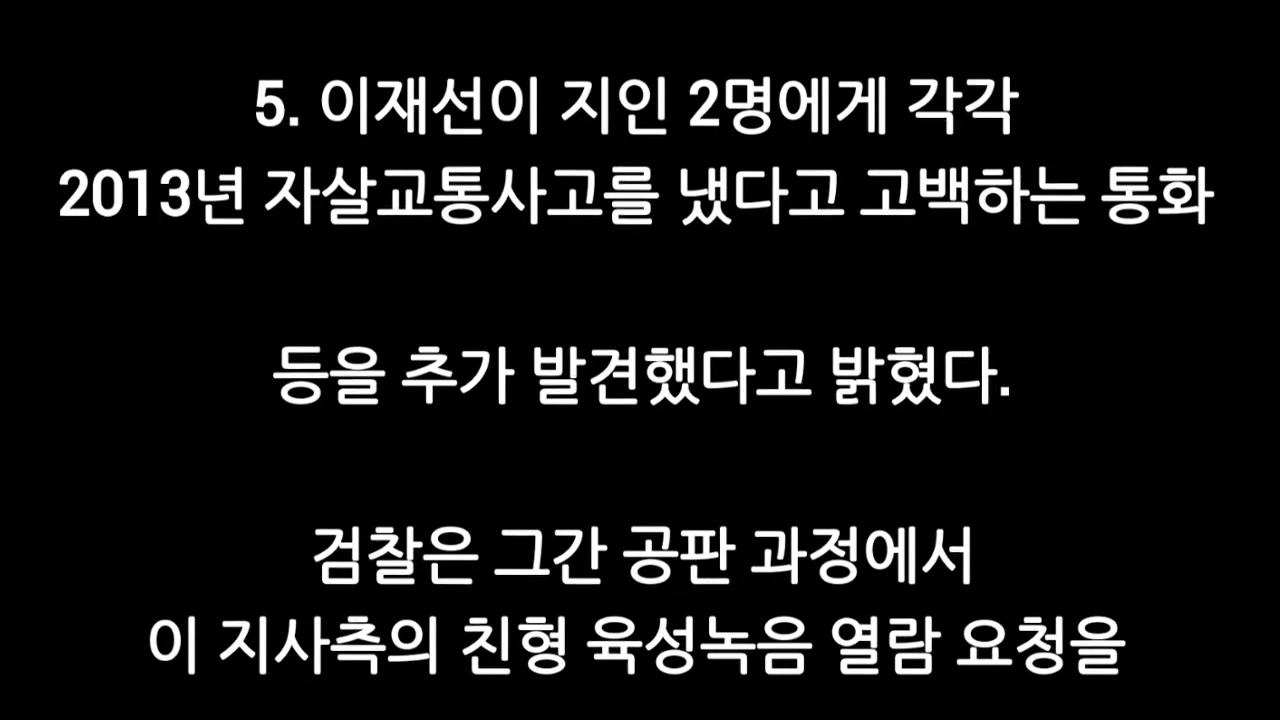 5. 이재선이 지인 2명에게 각각
2013년 자살교통사고를 냈다고 고백하는 통화
등을 추가 발견했다고 밝혔다.
검찰은 그간 공판 과정에서
이 지사측의 친형 육성녹음 열람 요청을